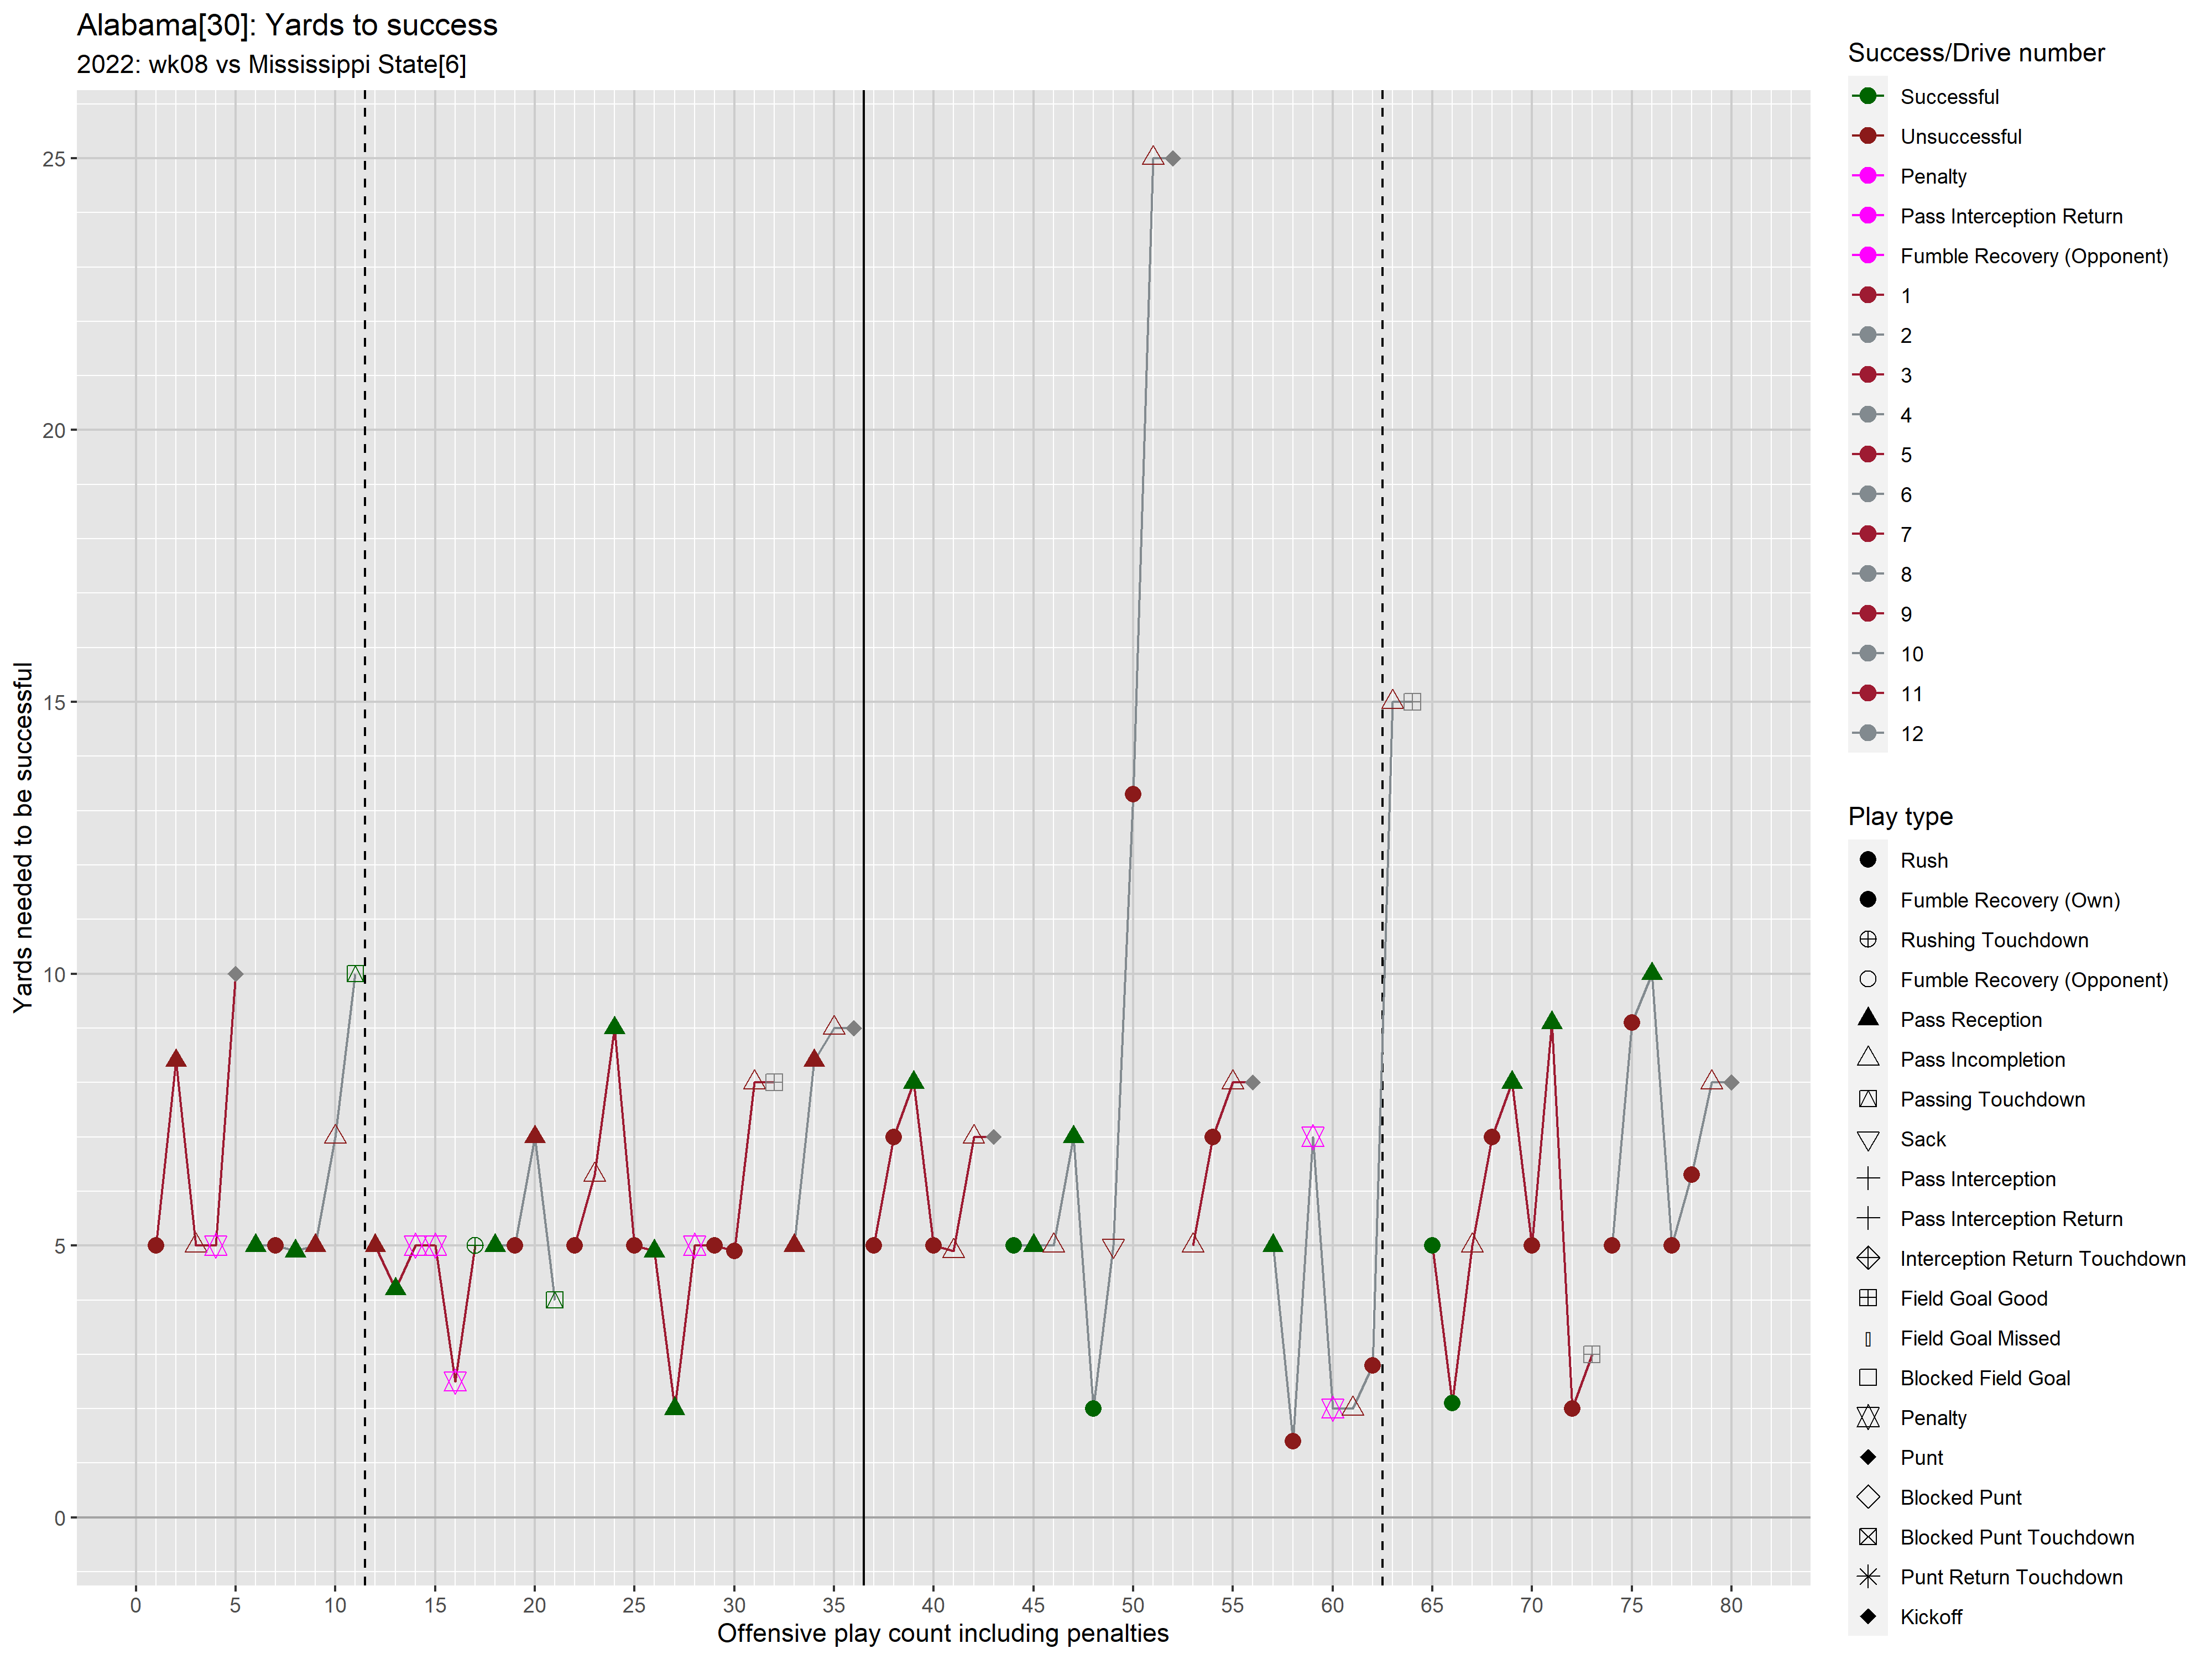 Alabama[30]: Yards to success
2022: wk08 vs Mississippi State[6]
Yards needed to be successful
25
20
15
10
5
0
0 5 10 15 20 25 30 35 40 45 50 55 60 65 70 75 80
Offensive play count including penalties
Success/Drive number
Successful
Unsuccessful
Penalty
Pass Interception Return
Fumble Recovery (Opponent)
1
2
3
4
5
6
7
8
9
10
11
12
Play type
Rush
Fumble Recovery (Own)
Rushing Touchdown
Fumble Recovery (Opponent)
Pass Reception
Pass Incompletion
Passing Touchdown
Sack
Pass Interception
Pass Interception Return
Interception Return Touchdown
Field Goal Good
Field Goal Missed
Blocked Field Goal
Penalty
Punt
Blocked Punt
Blocked Punt Touchdown
Punt Return Touchdown
Kickoff